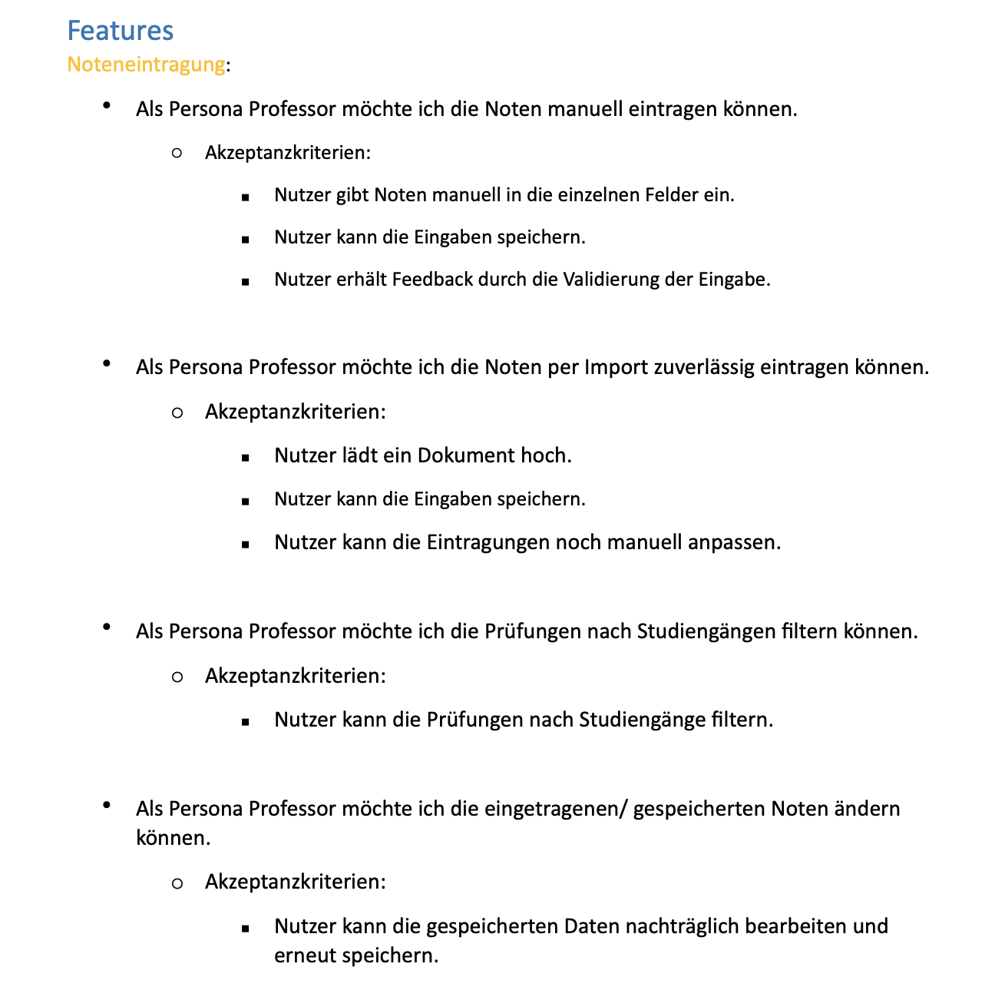 Features
Noteneintragung:
• Als Persona Professor möchte ich die Noten manuell eintragen können.
○ Akzeptanzkriterien:
▪ Nutzer gibt Noten manuell in die einzelnen Felder ein.
▪ Nutzer kann die Eingaben speichern.
▪ Nutzer erhält Feedback durch die Validierung der Eingabe.
• Als Persona Professor möchte ich die Noten per Import zuverlässig eintragen können.
○ Akzeptanzkriterien:
▪ Nutzer lädt ein Dokument hoch.
▪ Nutzer kann die Eingaben speichern.
▪ Nutzer kann die Eintragungen noch manuell anpassen.
• Als Persona Professor möchte ich die Prüfungen nach Studiengängen filtern können.
○ Akzeptanzkriterien:
▪ Nutzer kann die Prüfungen nach Studiengänge filtern.
• Als Persona Professor möchte ich die eingetragenen/ gespeicherten Noten ändern
können.
○ Akzeptanzkriterien:
▪ Nutzer kann die gespeicherten Daten nachträglich bearbeiten und
erneut speichern.